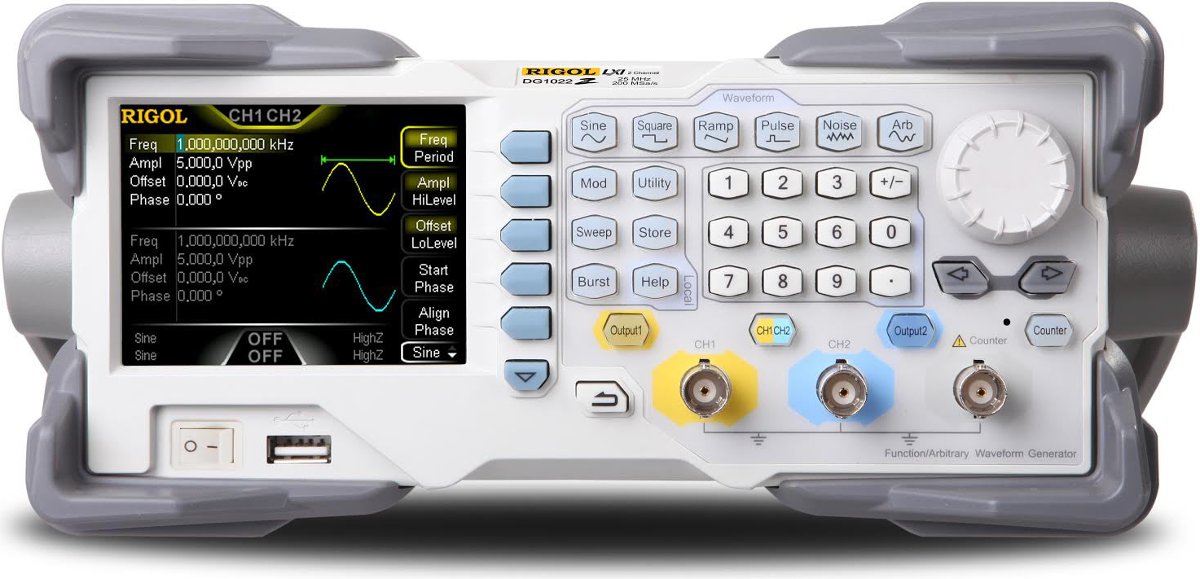 RIGOL LXI 2 Channel
DG1022 Z 25 MHz
200 MSa/s
RIGOL CH1 CH2
Freq 1.000,000,000 kHz
Ampl 5.000,0 Vpp
Offset 0.000,0 VDC
Phase 0.000 °
Freq 1.000,000,000 kHz
Ampl 5.000,0 Vpp
Offset 0.000,0 VDC
Phase 0.000 °
Sine OFF HighZ
Sine OFF HighZ
Freq
Period
Ampl
HiLevel
Offset
LoLevel
Start
Phase
Align
Phase
Sine
Waveform
Sine Square Ramp Pulse Noise Arb
Mod Utility
Sweep Store
Burst Help
Local
1 2 3 +/−
4 5 6 0
7 8 9 .
Output1 CH1 CH2 Output2 Counter
CH1 CH2 Counter
Function/Arbitrary Waveform Generator